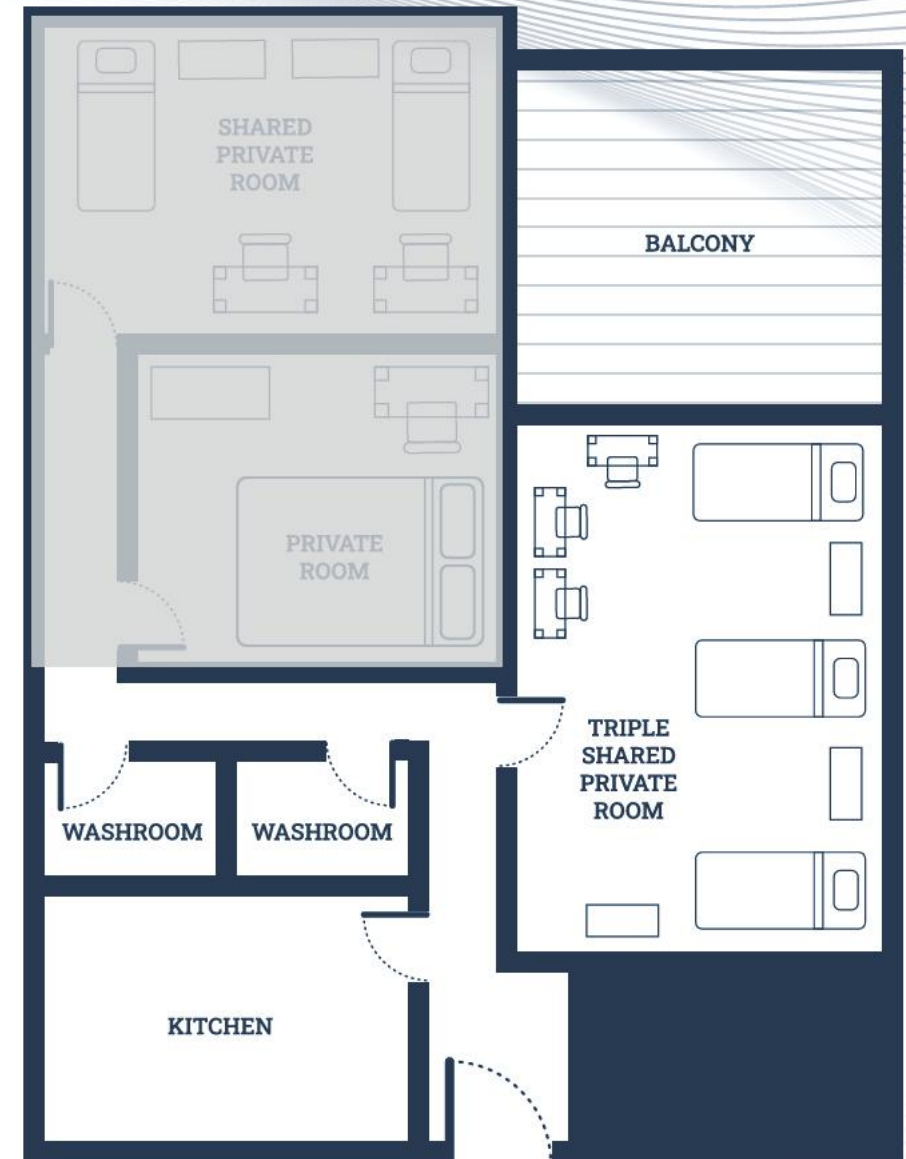 SHARED
PRIVATE
ROOM
BALCONY
PRIVATE
ROOM
TRIPLE
SHARED
PRIVATE
ROOM
WASHROOM
WASHROOM
KITCHEN